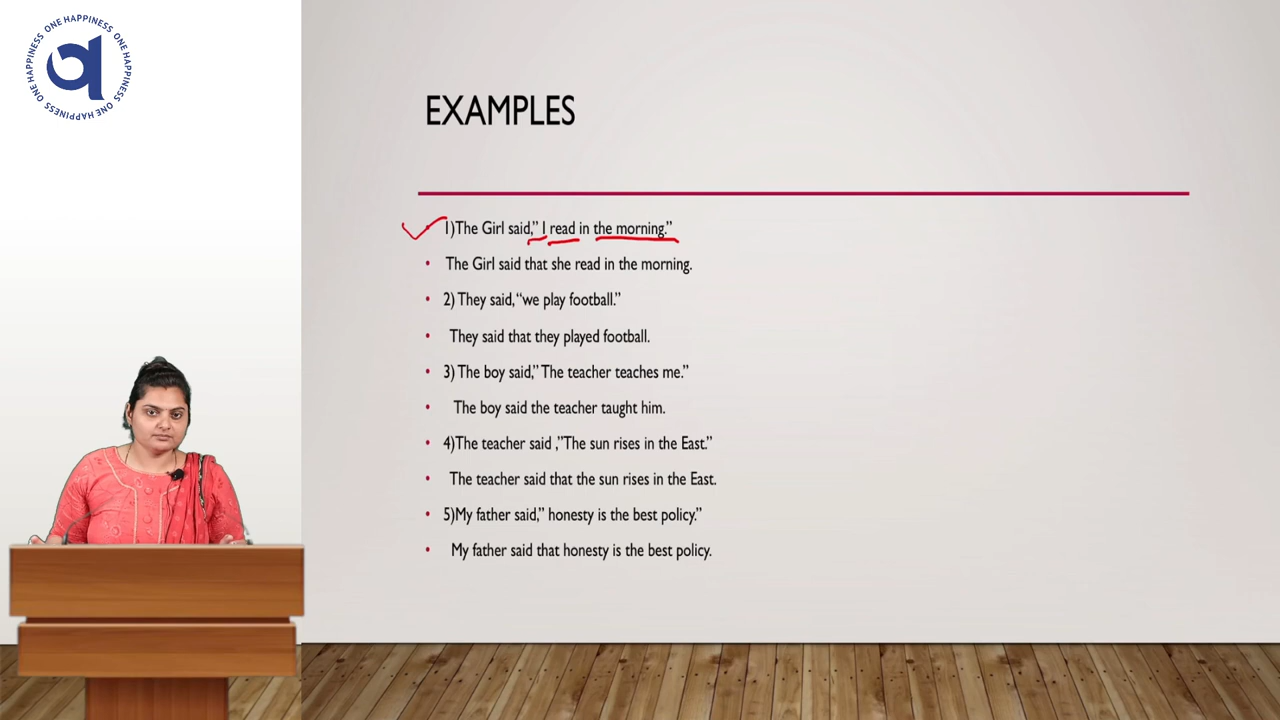 ONE HAPPINESS ONE HAPPINESS ONE HAPPINESS ONE HAPPINESS
EXAMPLES
1)The Girl said,” I read in the morning.”
The Girl said that she read in the morning.
2) They said,“we play football.”
They said that they played football.
3) The boy said,” The teacher teaches me.”
The boy said the teacher taught him.
4)The teacher said ,”The sun rises in the East.”
The teacher said that the sun rises in the East.
5)My father said,” honesty is the best policy.”
My father said that honesty is the best policy.